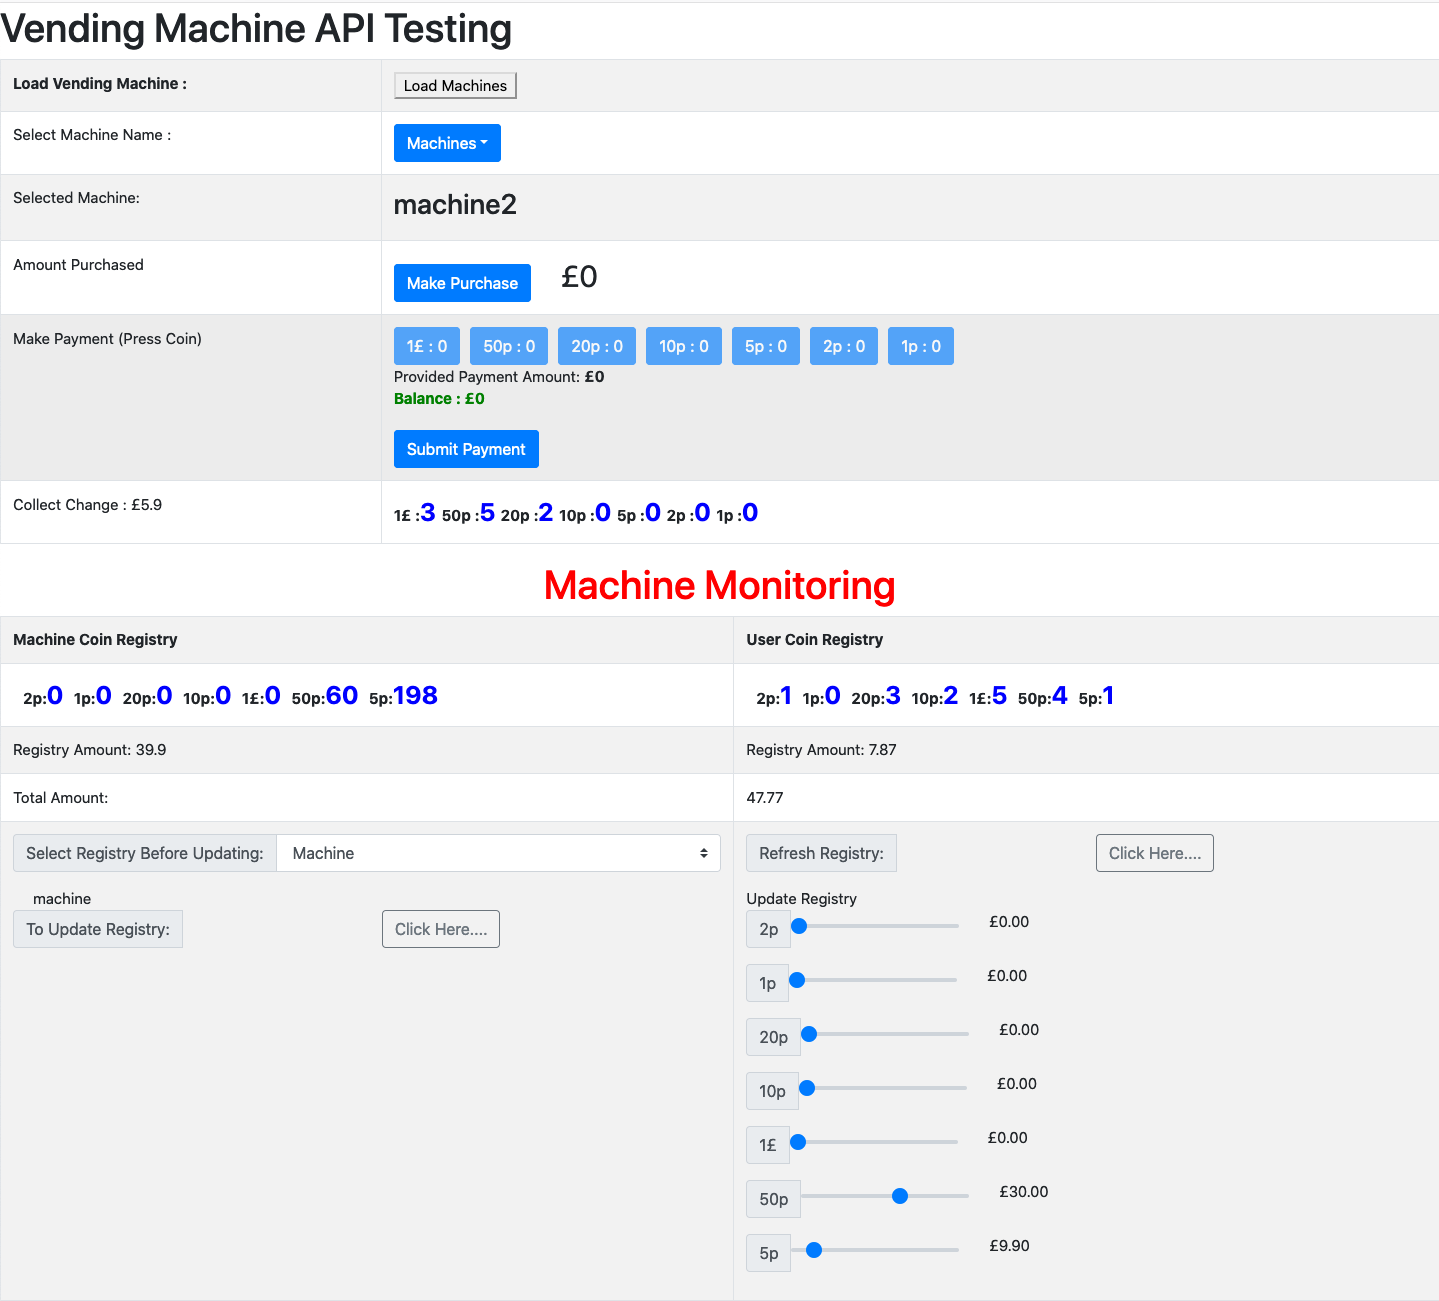 Vending Machine API Testing
Load Vending Machine :
Load Machines
Select Machine Name :
Machines
Selected Machine:
machine2
Amount Purchased
Make Purchase
£0
Make Payment (Press Coin)
1£ : 0 50p : 0 20p : 0 10p : 0 5p : 0 2p : 0 1p : 0
Provided Payment Amount: £0
Balance : £0
Submit Payment
Collect Change : £5.9
1£ :3 50p :5 20p :2 10p :0 5p :0 2p :0 1p :0
Machine Monitoring
Machine Coin Registry
User Coin Registry
2p:0 1p:0 20p:0 10p:0 1£:0 50p:60 5p:198
2p:1 1p:0 20p:3 10p:2 1£:5 50p:4 5p:1
Registry Amount: 39.9
Registry Amount: 7.87
Total Amount:
47.77
Select Registry Before Updating: Machine
machine
To Update Registry: Click Here....
Refresh Registry: Click Here....
Update Registry
2p £0.00
1p £0.00
20p £0.00
10p £0.00
1£ £0.00
50p £30.00
5p £9.90